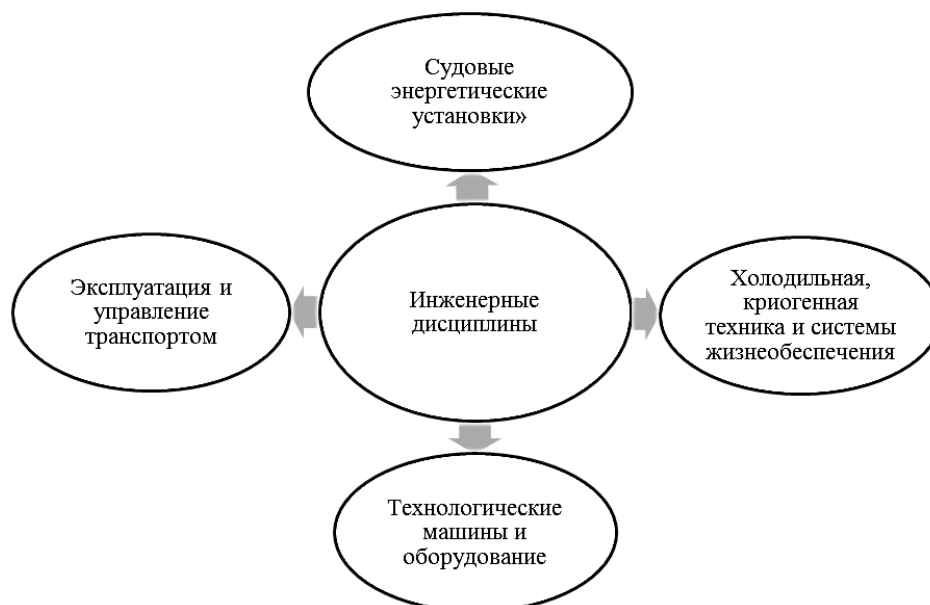 Судовые
энергетические
установки»
Эксплуатация и
управление
транспортом
Инженерные
дисциплины
Холодильная,
криогенная
техника и системы
жизнеобеспечения
Технологические
машины и
оборудование